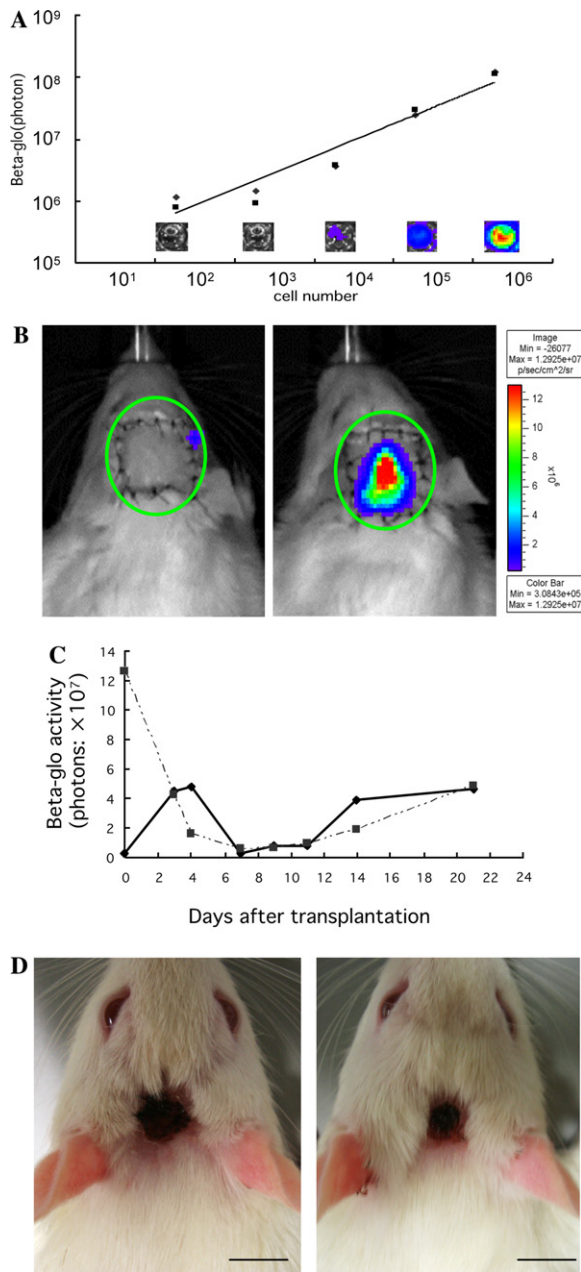 A
10⁹
10⁸
10⁷
10⁶
10⁵
Beta-glo(photon)
10¹ 10² 10³ 10⁴ 10⁵ 10⁶
cell number
B
Image
Min = -26077
Max = 1.2925e+07
p/sec/cm^2/sr
12
10
8
6
4
2
x10⁶
Color Bar
Min = 3.0843e+05
Max = 1.2925e+07
C
14
12
10
8
6
4
2
0
Beta-glo activity
(photons: ×10⁷)
0 2 4 6 8 10 12 14 16 18 20 22 24
Days after transplantation
D